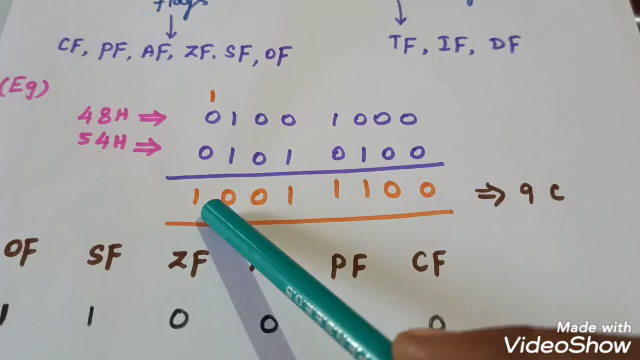 flags
CF, PF, AF, ZF. SF, OF
TF, IF, DF
(Eg)
1
48H ⇒ 0100 1000
54H ⇒ 0101 0100
1001 1100 ⇒ 9C
OF SF ZF PF CF
1 1 0 0 0
Made with
VideoShow